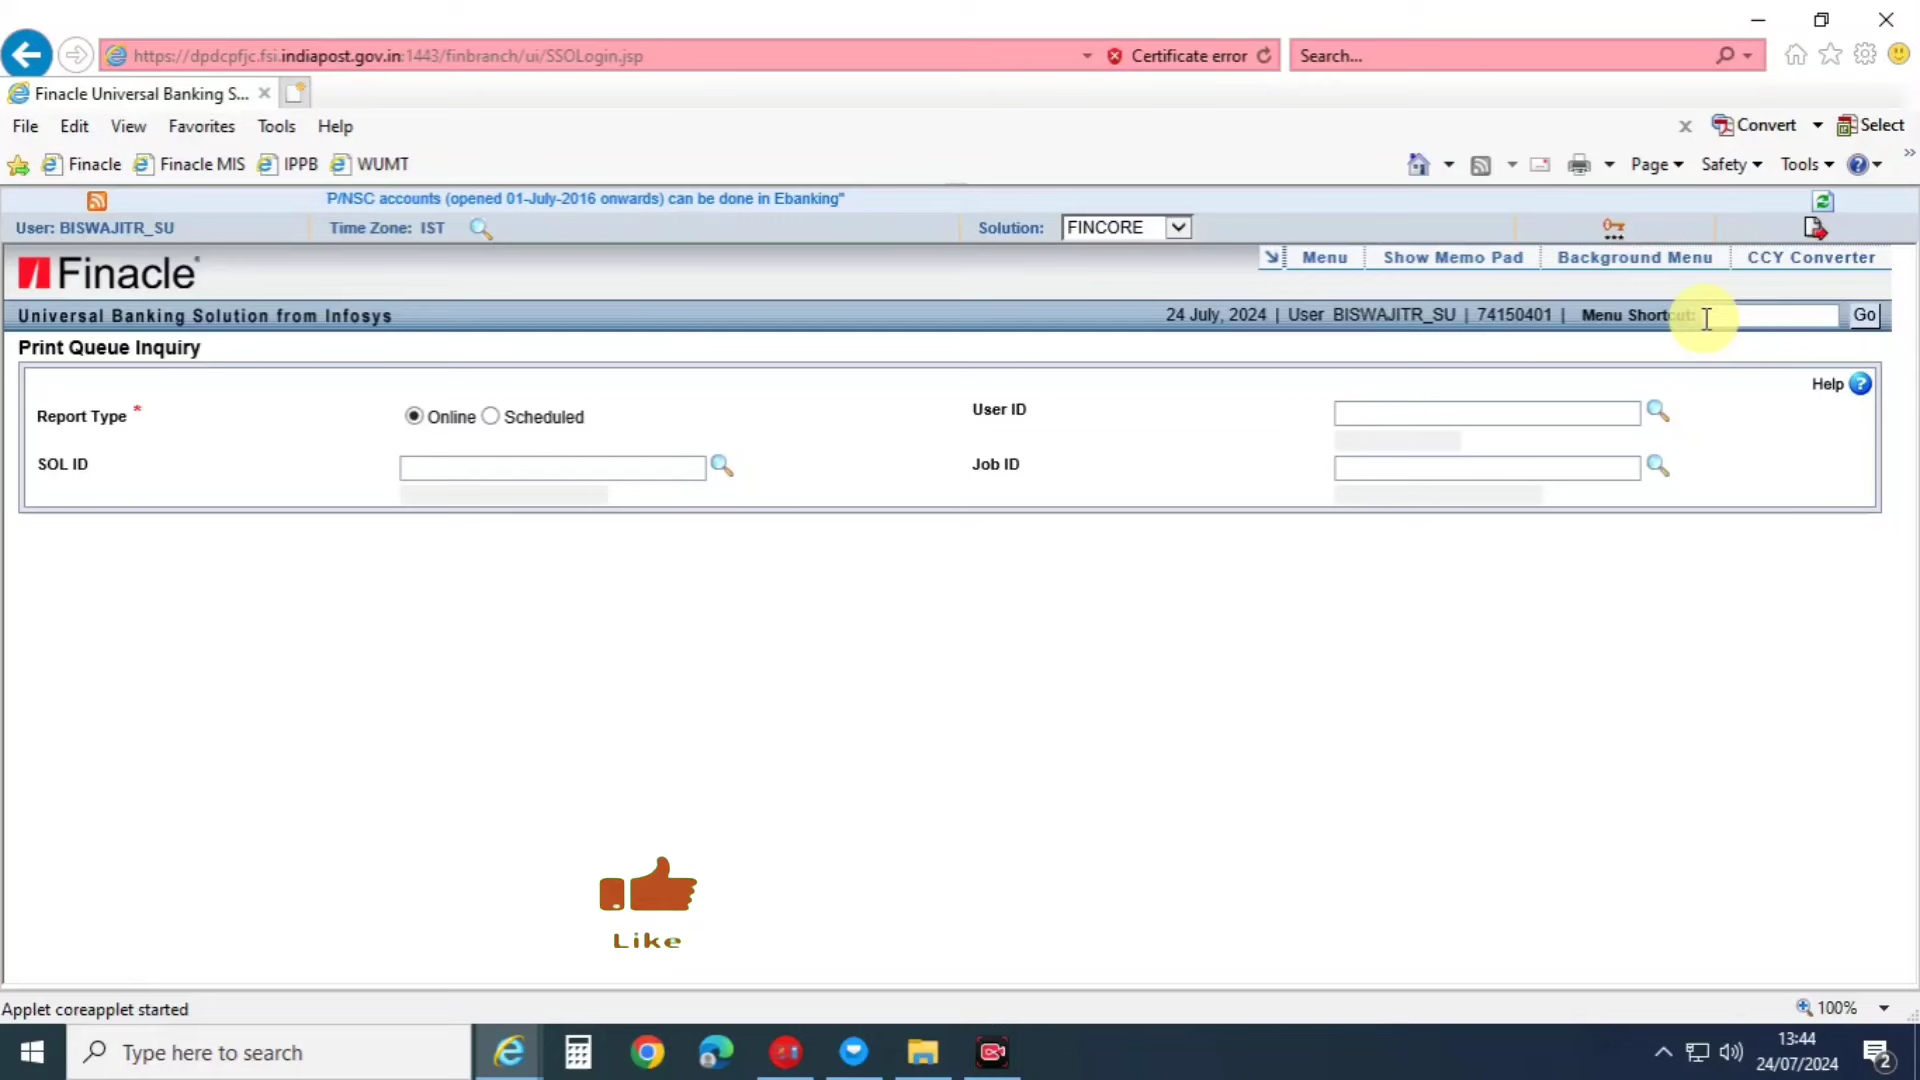 https://dpdcpfjc.fsi.indiapost.gov.in:1443/finbranch/ui/SSOLogin.jsp Certificate error Search...
Finacle Universal Banking S...
File Edit View Favorites Tools Help Convert Select
Finacle Finacle MIS IPPB WUMT Page Safety Tools
P/NSC accounts (opened 01-July-2016 onwards) can be done in Ebanking"
User: BISWAJITR_SU Time Zone: IST Solution: FINCORE
Finacle Menu Show Memo Pad Background Menu CCY Converter
Universal Banking Solution from Infosys 24 July, 2024 | User BISWAJITR_SU | 74150401 | Menu Shortcut: Go
Print Queue Inquiry
Help
Report Type * Online Scheduled User ID
SOL ID Job ID
Like
Applet coreapplet started 100%
Type here to search 13:44
24/07/2024 2